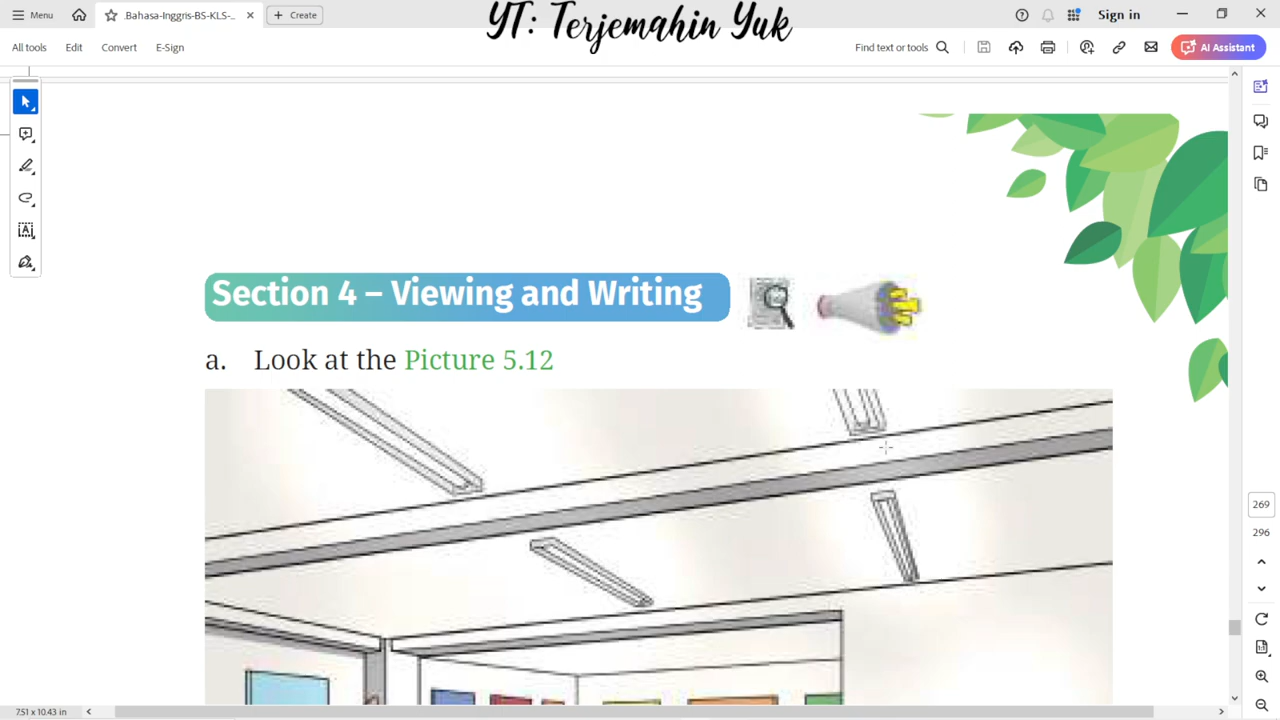 Menu
.Bahasa-Inggris-BS-KLS-...
Create
YT: Terjemahin Yuk
Sign in
All tools
Edit
Convert
E-Sign
Find text or tools
AI Assistant
Section 4 – Viewing and Writing
a. Look at the Picture 5.12
269
296
7.51 x 10.43 in